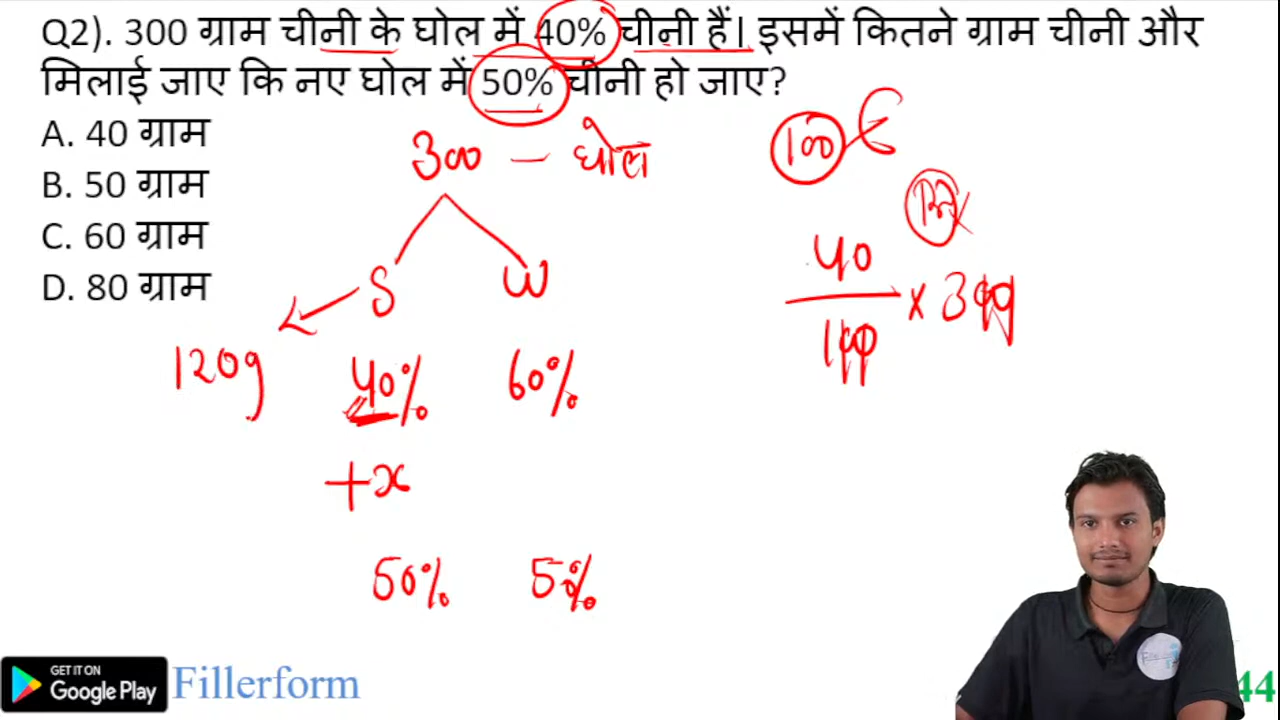 Q2). 300 ग्राम चीनी के घोल में 40% चीनी हैं। इसमें कितने ग्राम चीनी और
मिलाई जाए कि नए घोल में 50% चीनी हो जाए?
A. 40 ग्राम
B. 50 ग्राम
C. 60 ग्राम
D. 80 ग्राम
300 — घोल
100
S W
120g 40% 60%
+x
50% 50%
40
100 × 300
GET IT ON
Google Play
Fillerform
44